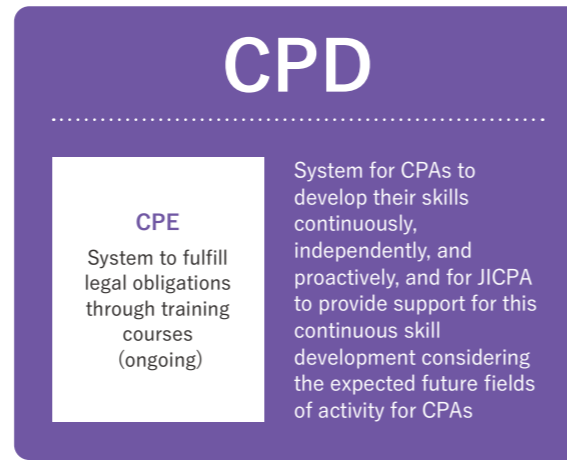 CPD
CPE
System to fulfill
legal obligations
through training
courses
(ongoing)
System for CPAs to
develop their skills
continuously,
independently, and
proactively, and for JICPA
to provide support for this
continuous skill
development considering
the expected future fields
of activity for CPAs